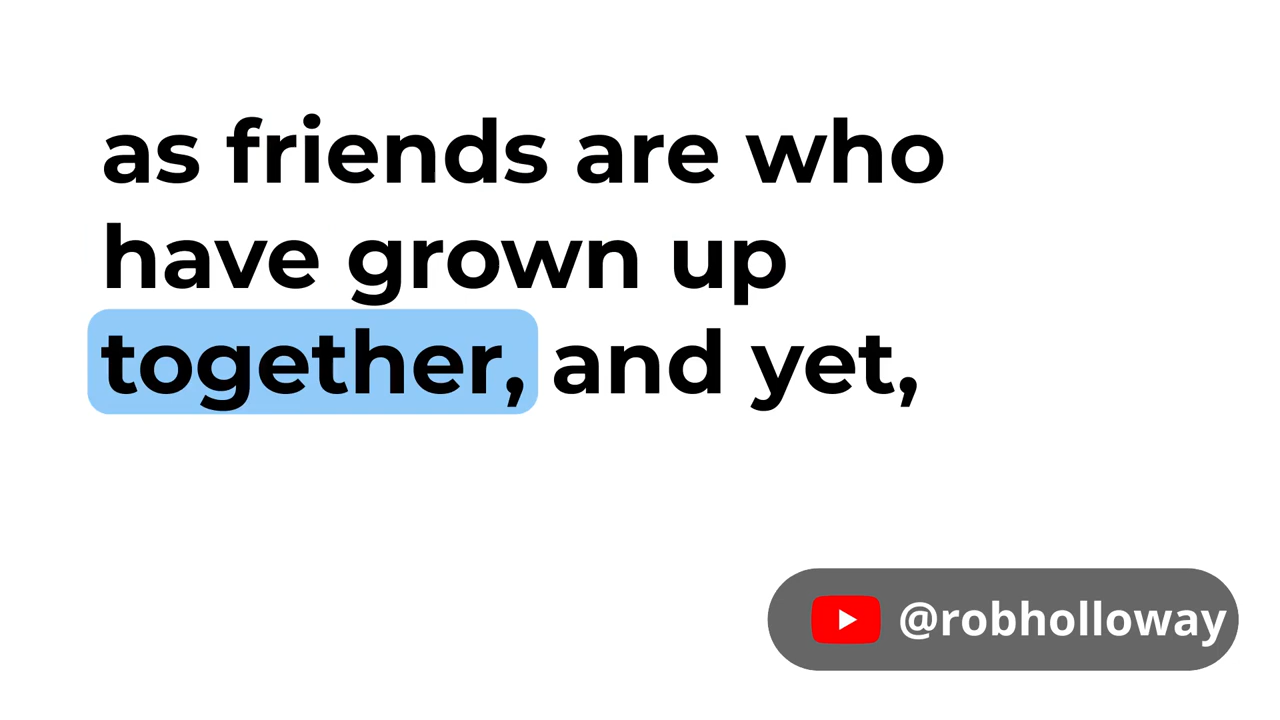 as friends are who
have grown up
together, and yet,
@robholloway